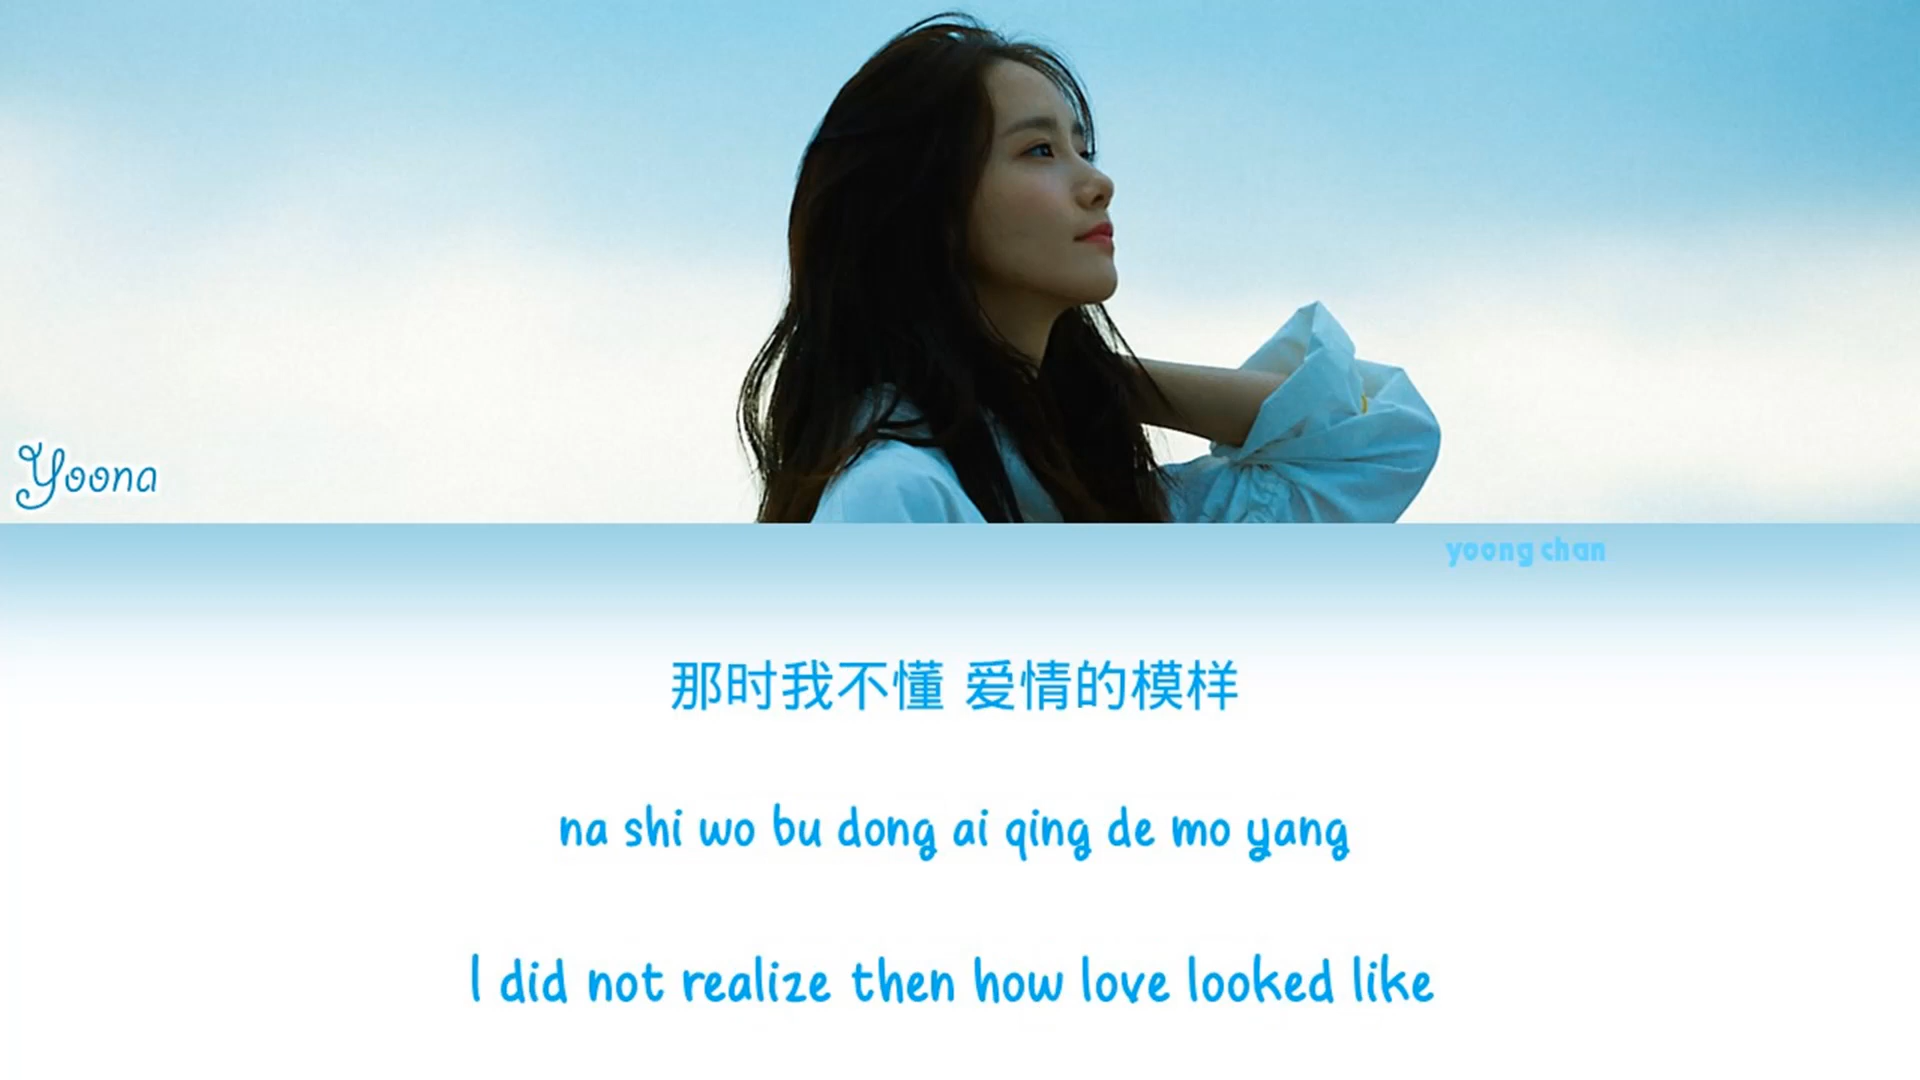 Yoona
yoong chan
那时我不懂 爱情的模样
na shi wo bu dong ai qing de mo yang
I did not realize then how love looked like